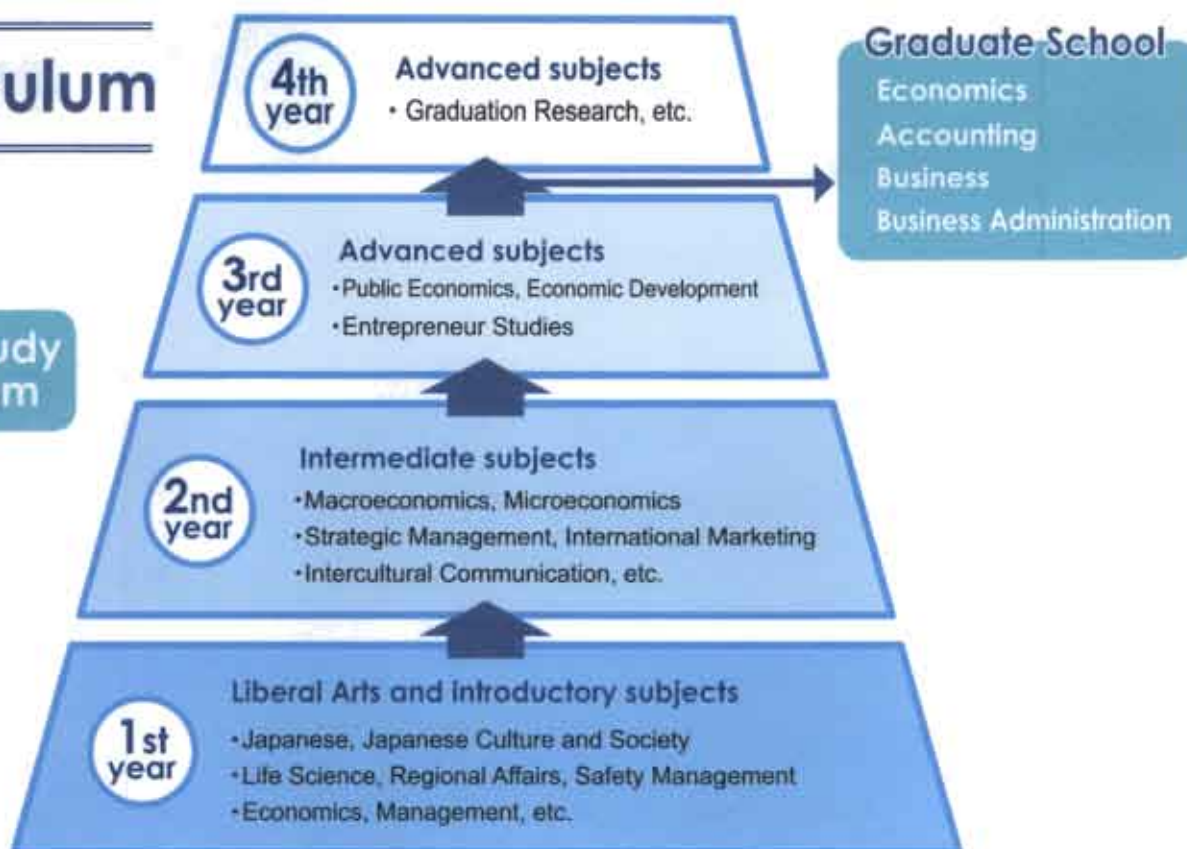 4th
year
Advanced subjects
• Graduation Research, etc.
Graduate School
Economics
Accounting
Business
Business Administration
3rd
year
Advanced subjects
•Public Economics, Economic Development
•Entrepreneur Studies
2nd
year
Intermediate subjects
•Macroeconomics, Microeconomics
•Strategic Management, International Marketing
•Intercultural Communication, etc.
1st
year
Liberal Arts and introductory subjects
•Japanese, Japanese Culture and Society
•Life Science, Regional Affairs, Safety Management
•Economics, Management, etc.